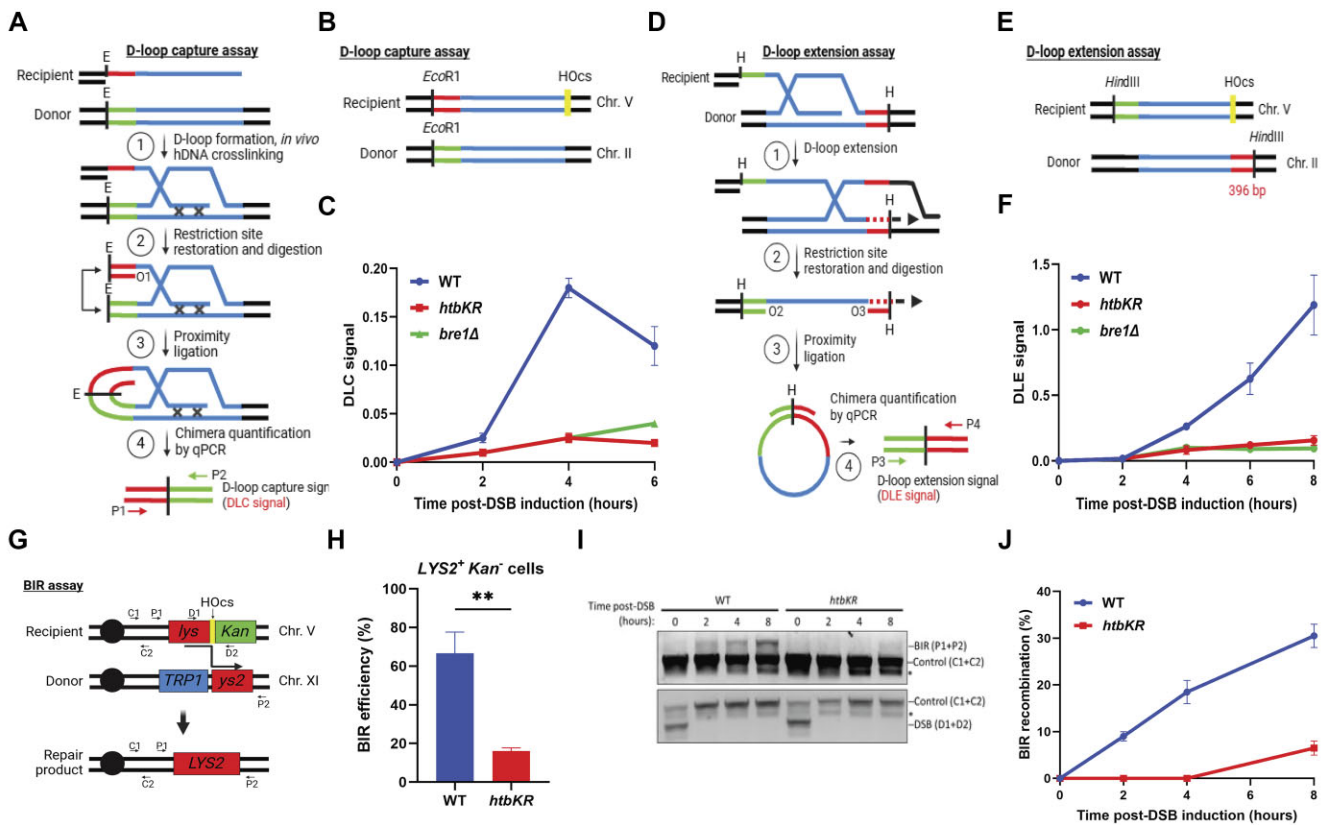 A
D-loop capture assay
E
Recipient
E
Donor
1
D-loop formation, in vivo
hDNA crosslinking
E
2
Restriction site
restoration and digestion
E
O1
E
3
Proximity
ligation
E
4
Chimera quantification
by qPCR
P2
D-loop capture sign
(DLC signal)
P1
B
D-loop capture assay
EcoR1
HOcs
Recipient
Chr. V
EcoR1
Donor
Chr. II
C
WT
htbKR
bre1Δ
DLC signal
0.20
0.15
0.10
0.05
0.00
0 2 4 6
Time post-DSB induction (hours)
D
D-loop extension assay
H
Recipient
H
Donor
1
D-loop extension
H
H
2
Restriction site
restoration and digestion
H
O2
O3
H
3
Proximity
ligation
H
Chimera quantification
by qPCR
4
P4
P3
D-loop extension signal
(DLE signal)
E
D-loop extension assay
HindIII
HOcs
Recipient
Chr. V
HindIII
Donor
Chr. II
396 bp
F
WT
htbKR
bre1Δ
DLE signal
1.5
1.0
0.5
0.0
0 2 4 6 8
Time post-DSB induction (hours)
G
BIR assay
HOcs
C1 P1 D1
Recipient
lys
Kan
Chr. V
C2
D2
Donor
TRP1
ys2
Chr. XI
P2
C1 P1
Repair
product
LYS2
C2
P2
H
LYS2+ Kan- cells
**
BIR efficiency (%)
100
80
60
40
20
0
WT htbKR
I
WT
htbKR
Time post-DSB
(hours):
0 2 4 8 0 2 4 8
BIR (P1+P2)
Control (C1+C2)
*
Control (C1+C2)
*
DSB (D1+D2)
J
WT
htbKR
BIR recombination (%)
40
30
20
10
0
0 2 4 6 8
Time post-DSB induction (hours)